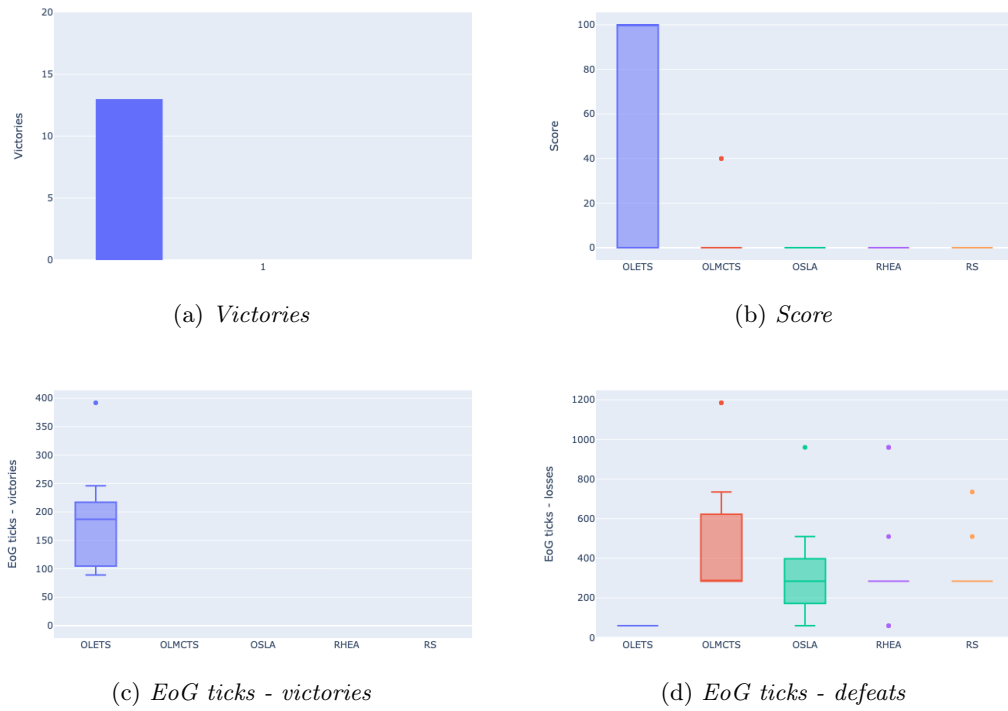 Victories
20
15
10
5
0
1
(a) Victories
Score
100
80
60
40
20
0
OLETS OLMCTS OSLA RHEA RS
(b) Score
EoG ticks - victories
400
350
300
250
200
150
100
50
0
OLETS OLMCTS OSLA RHEA RS
(c) EoG ticks - victories
EoG ticks - losses
1200
1000
800
600
400
200
0
OLETS OLMCTS OSLA RHEA RS
(d) EoG ticks - defeats